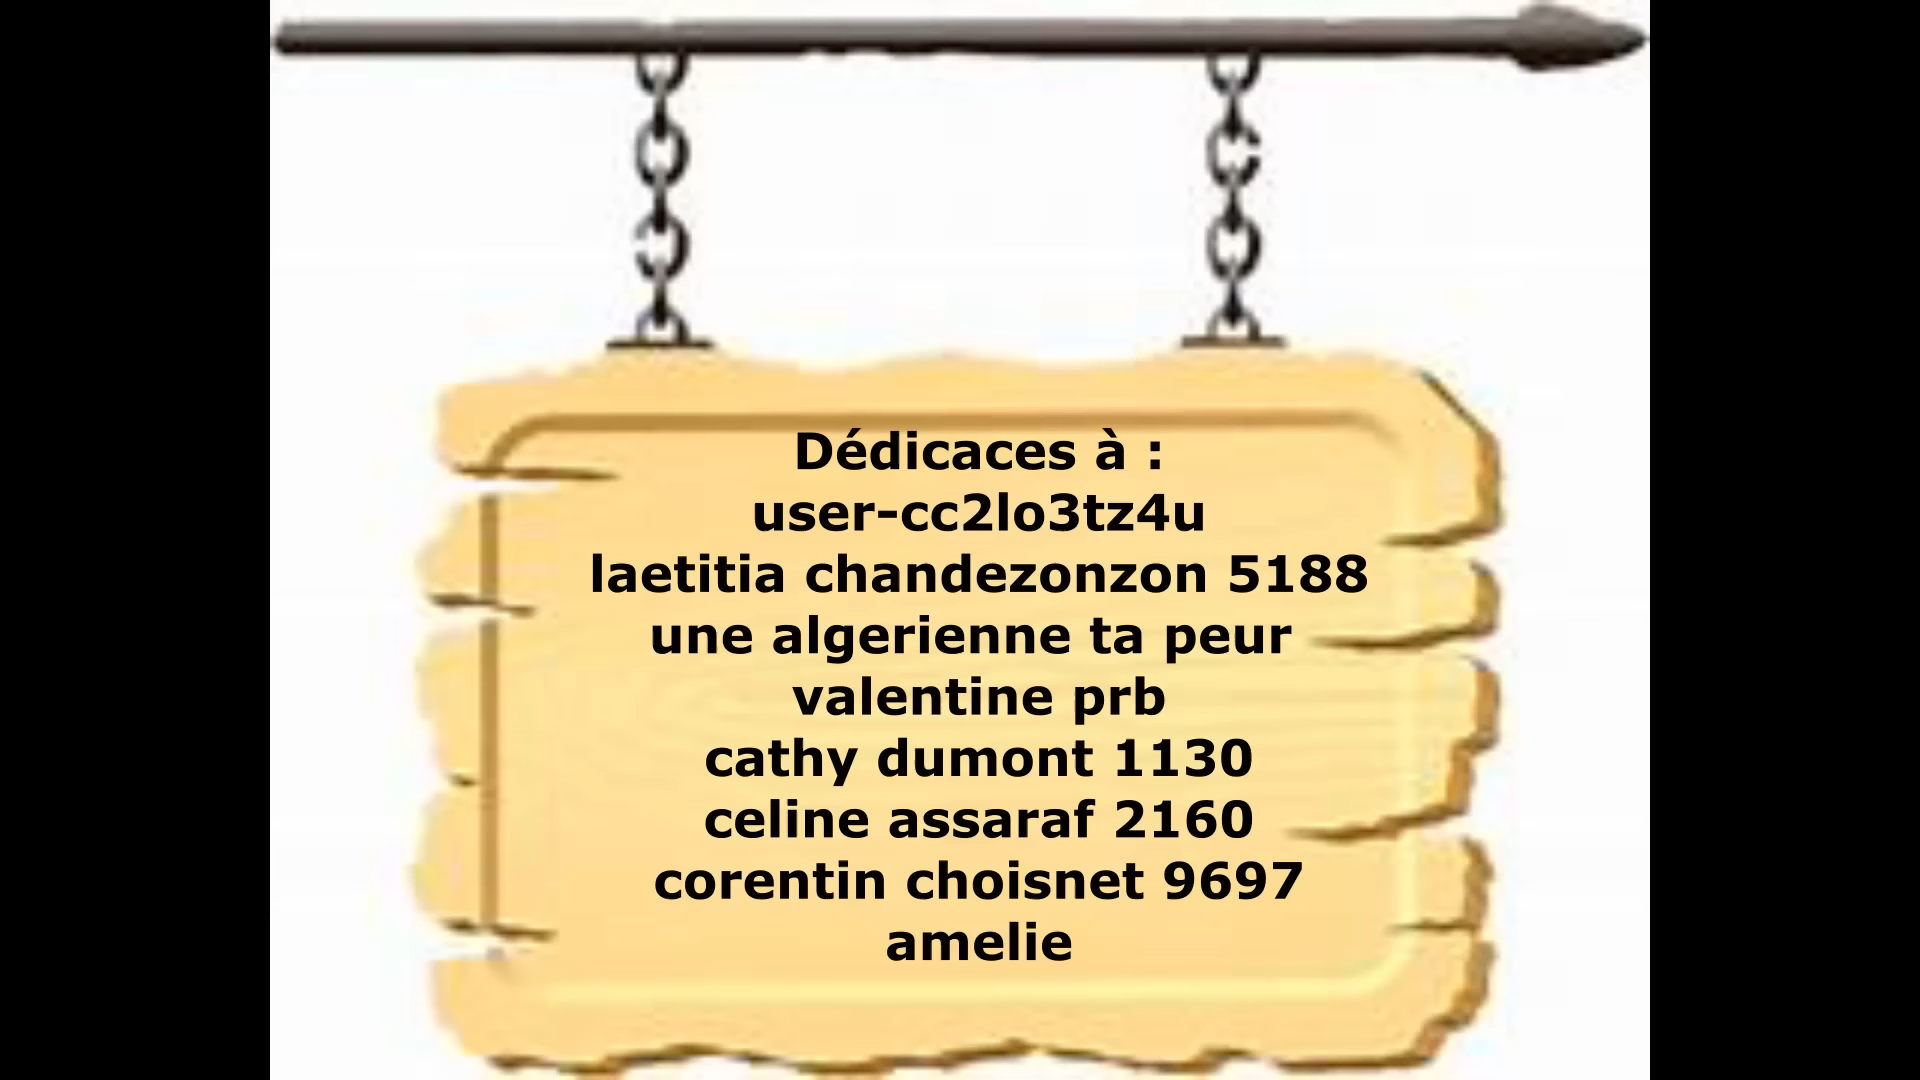 Dédicaces à :
user-cc2lo3tz4u
laetitia chandezonzon 5188
une algerienne ta peur
valentine prb
cathy dumont 1130
celine assaraf 2160
corentin choisnet 9697
amelie